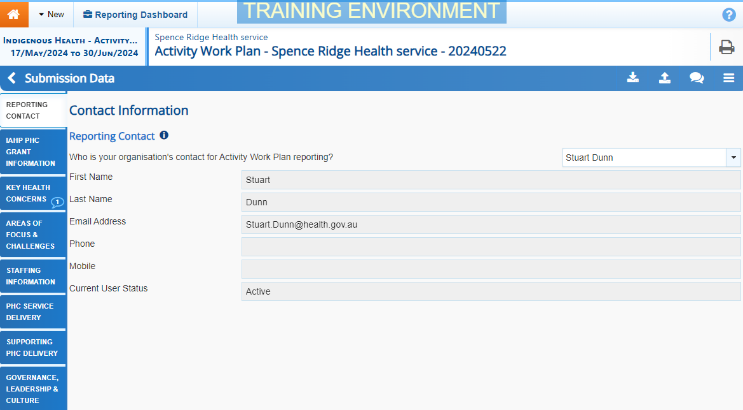 New
Reporting Dashboard
TRAINING ENVIRONMENT
?
Indigenous Health - Activity...
17/May/2024 to 30/Jun/2024
Spence Ridge Health service
Activity Work Plan - Spence Ridge Health service - 20240522
Submission Data
REPORTING
CONTACT
IAHP PHC
GRANT
INFORMATION
KEY HEALTH
CONCERNS
1
AREAS OF
FOCUS &
CHALLENGES
STAFFING
INFORMATION
PHC SERVICE
DELIVERY
SUPPORTING
PHC DELIVERY
GOVERNANCE,
LEADERSHIP &
CULTURE
Contact Information
Reporting Contact
Who is your organisation's contact for Activity Work Plan reporting?
Stuart Dunn
First Name
Stuart
Last Name
Dunn
Email Address
Stuart.Dunn@health.gov.au
Phone
Mobile
Current User Status
Active